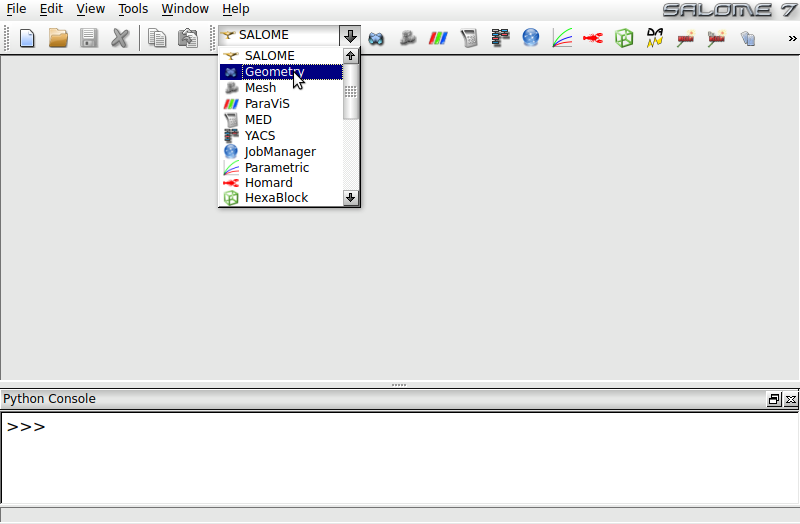 File Edit View Tools Window Help SALOME 7
SALOME »
SALOME
Geometry
Mesh
ParaViS
MED
YACS
JobManager
Parametric
Homard
HexaBlock
Python Console
>>>